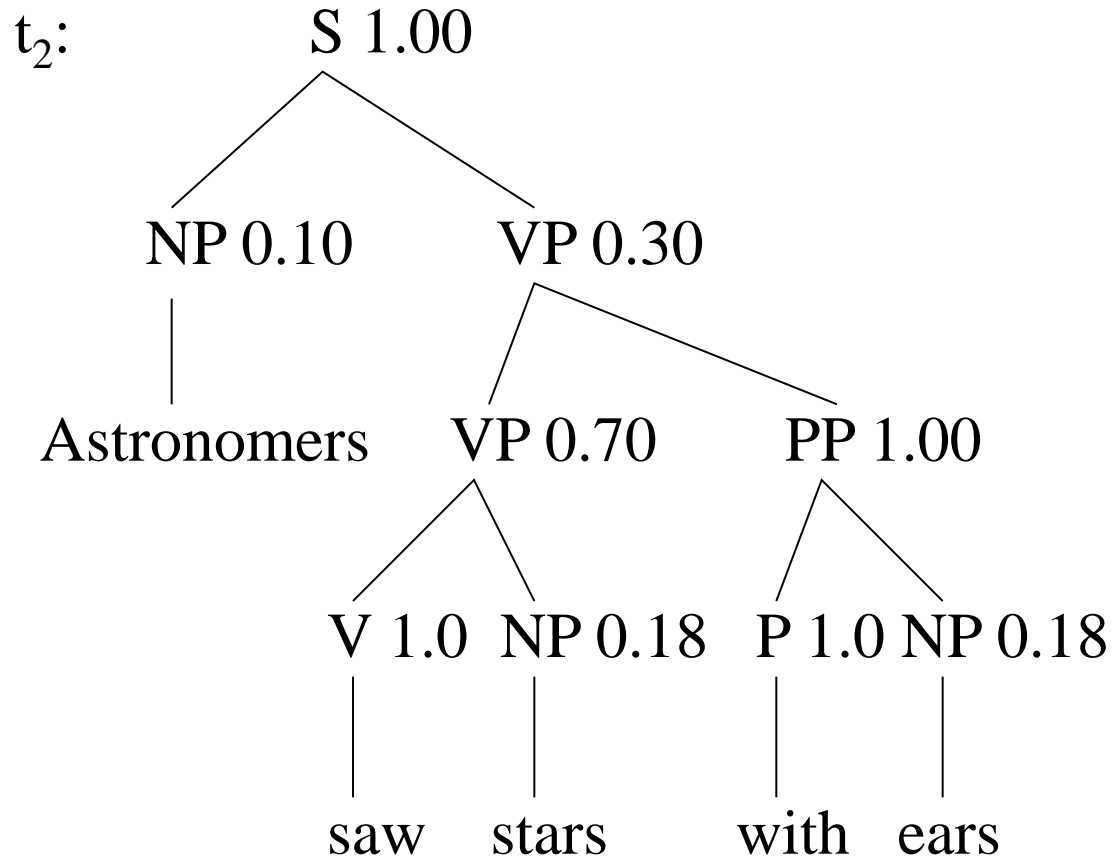 t₂: S 1.00
NP 0.10 VP 0.30
Astronomers VP 0.70 PP 1.00
V 1.0 NP 0.18 P 1.0 NP 0.18
saw stars with ears